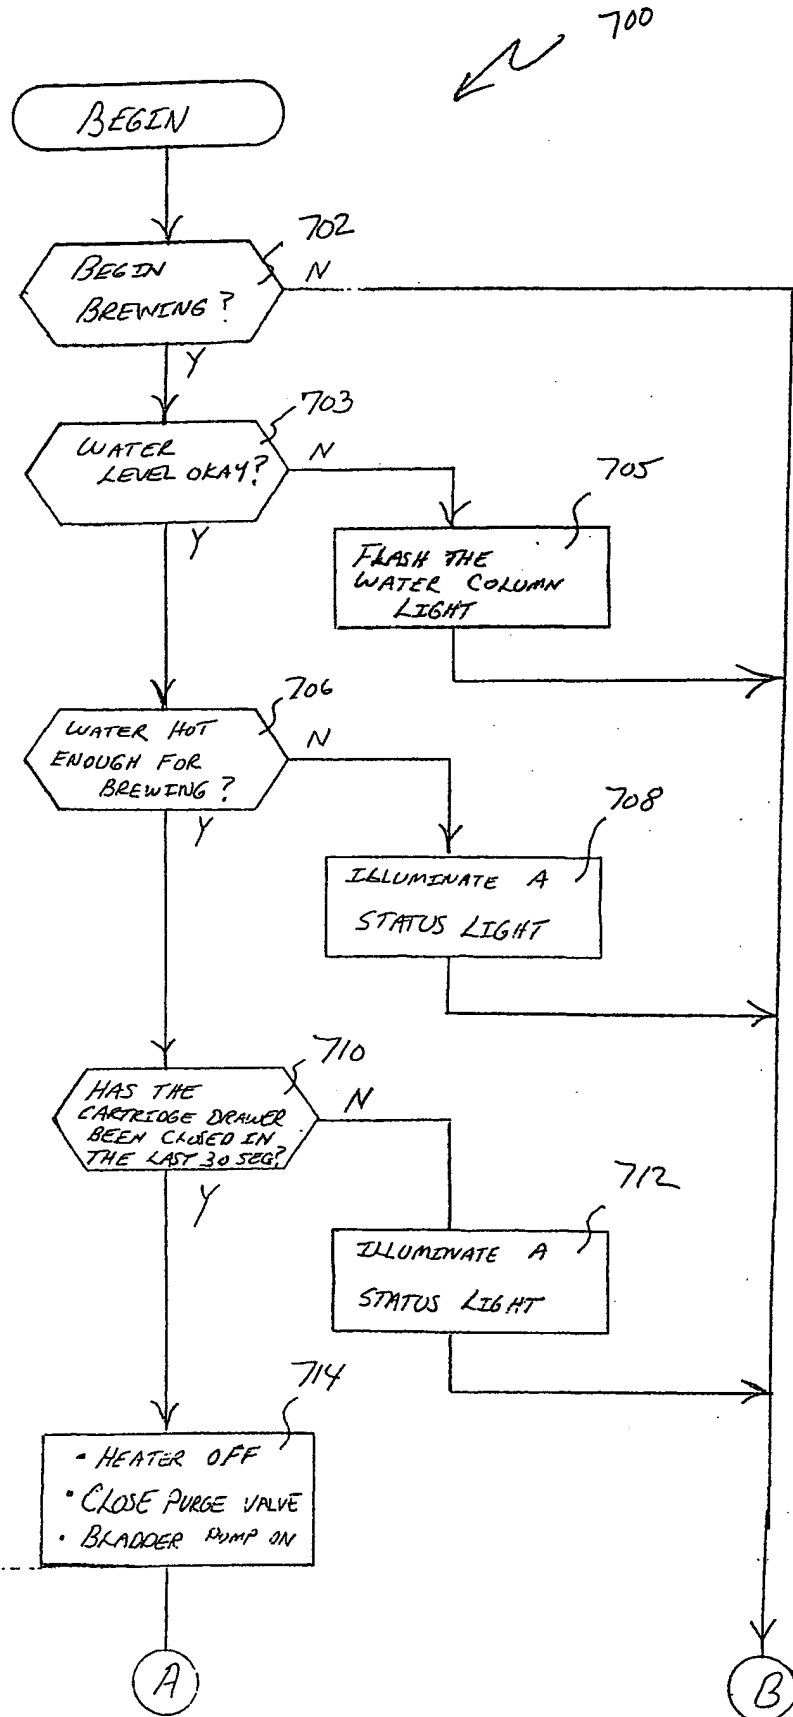 700
BEGIN
702
BEGIN
BREWING?
N
Y
703
WATER
LEVEL OKAY?
N
Y
705
FLASH THE
WATER COLUMN
LIGHT
706
WATER HOT
ENOUGH FOR
BREWING?
N
Y
708
ILLUMINATE A
STATUS LIGHT
710
HAS THE
CARTRIDGE DRAWER
BEEN CLOSED IN
THE LAST 30 SEC?
N
Y
712
ILLUMINATE A
STATUS LIGHT
714
• HEATER OFF
• CLOSE PURGE VALVE
• BLADDER PUMP ON
A
B